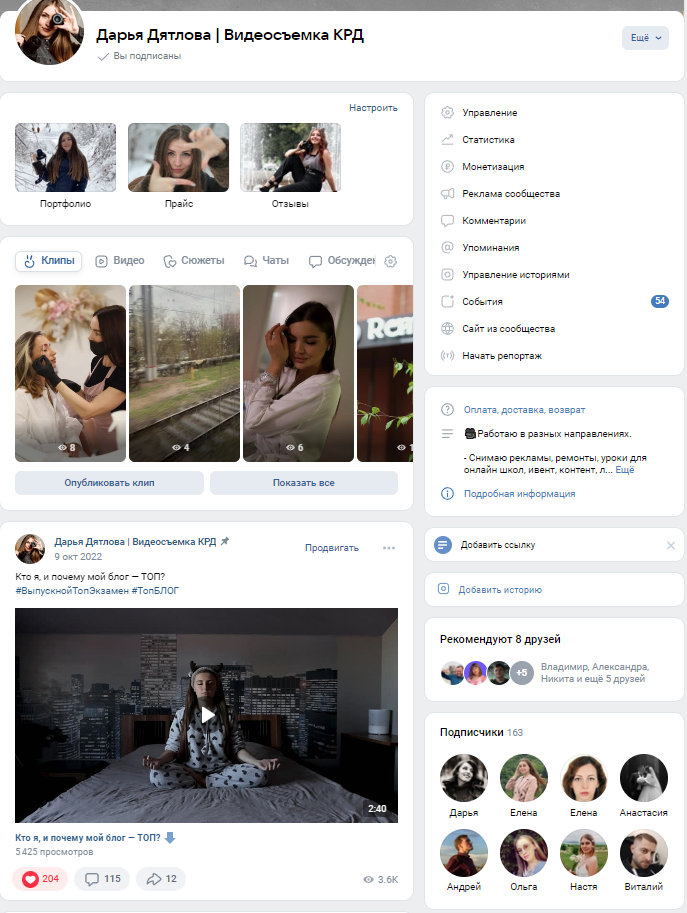 Дарья Дятлова | Видеосъемка КРД
Вы подписаны
Ещё
Настроить
Портфолио
Прайс
Отзывы
Клипы
Видео
Сюжеты
Чаты
Обсужден
8
4
6
1
Опубликовать клип
Показать все
Дарья Дятлова | Видеосъемка КРД
9 окт 2022
Продвигать
Кто я, и почему мой блог — ТОП?
#ВыпускнойТопЭкзамен #ТопБЛОГ
2:40
Кто я, и почему мой блог — ТОП?
5 425 просмотров
204
115
12
3.6K
Управление
Статистика
Монетизация
Реклама сообщества
Комментарии
Упоминания
Управление историями
События
54
Сайт из сообщества
Начать репортаж
Оплата, доставка, возврат
Работаю в разных направлениях.
- Снимаю рекламы, ремонты, уроки для
онлайн школ, ивент, контент, л... Ещё
Подробная информация
Добавить ссылку
Добавить историю
Рекомендуют 8 друзей
+5
Владимир, Александра,
Никита и ещё 5 друзей
Подписчики 163
Дарья
Елена
Елена
Анастасия
Андрей
Ольга
Настя
Виталий